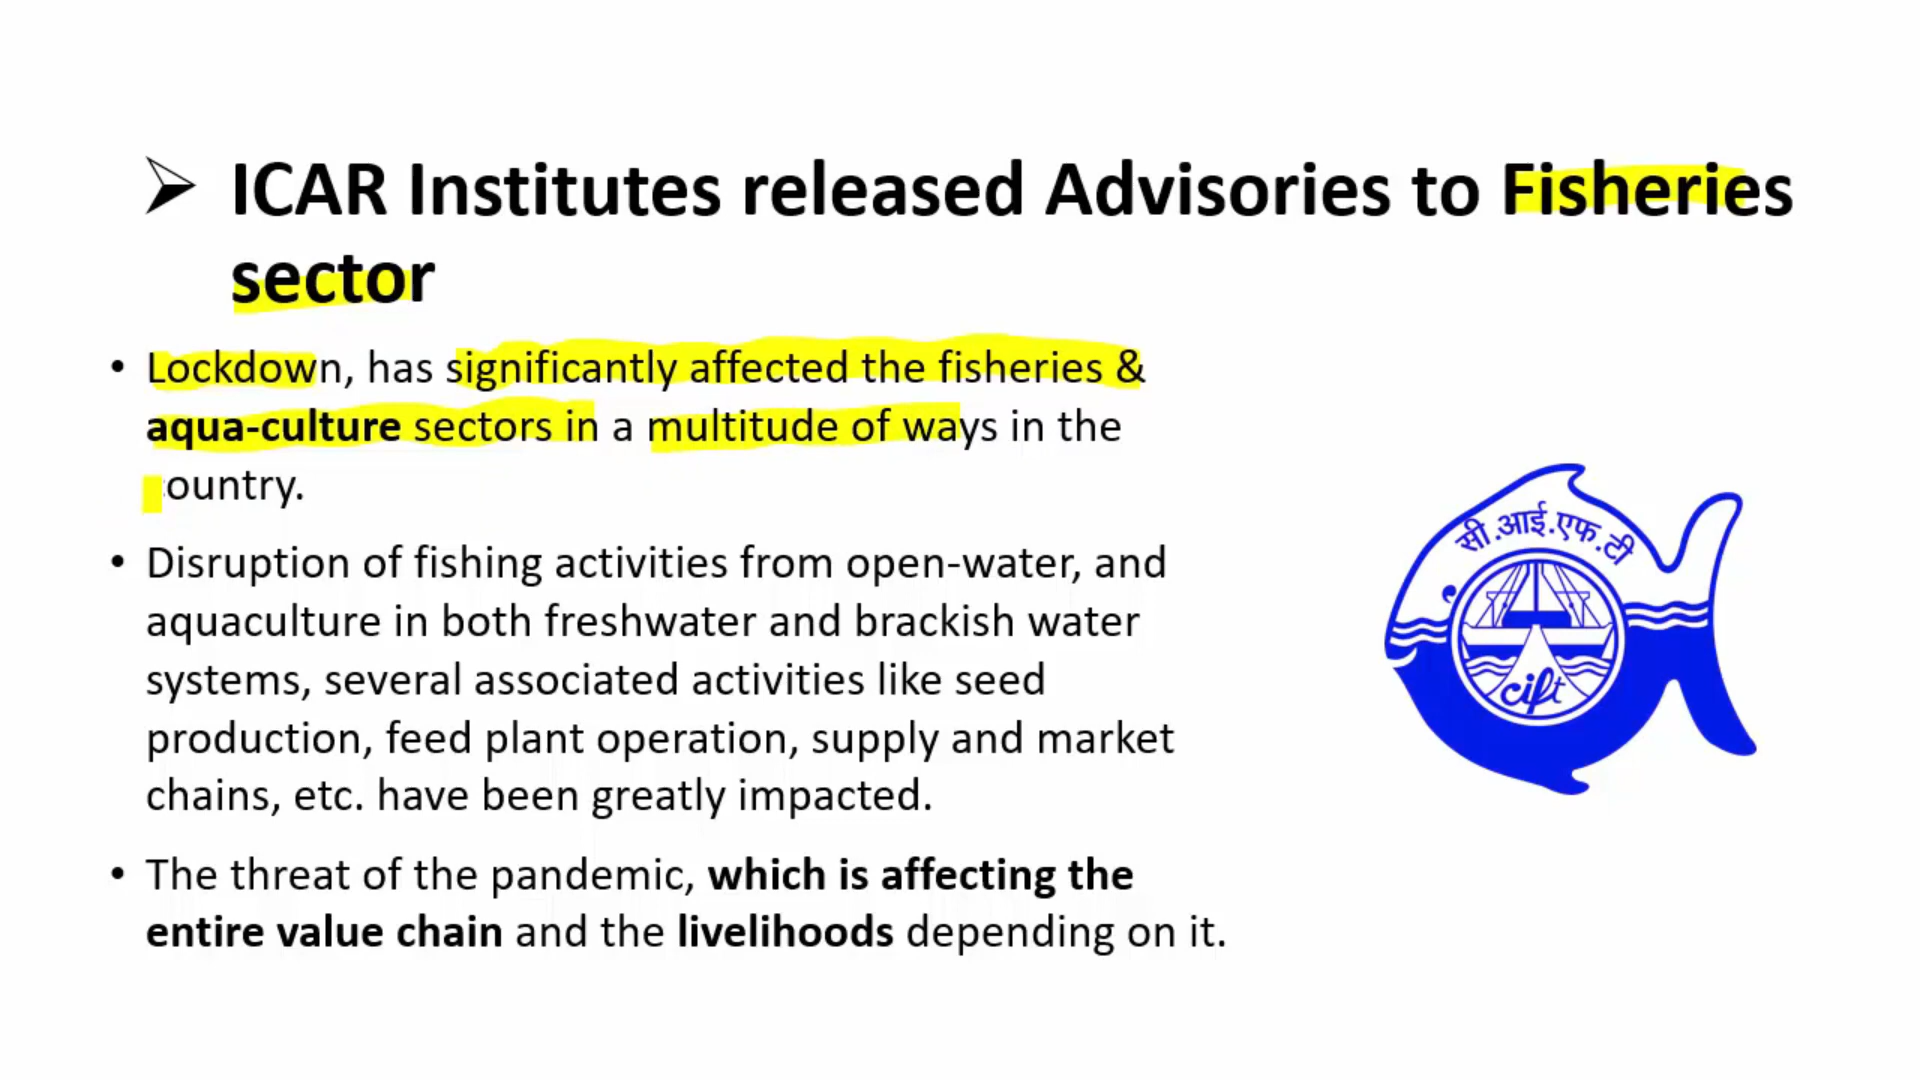 ICAR Institutes released Advisories to Fisheries
sector
• Lockdown, has significantly affected the fisheries &
aqua-culture sectors in a multitude of ways in the
country.
• Disruption of fishing activities from open-water, and
aquaculture in both freshwater and brackish water
systems, several associated activities like seed
production, feed plant operation, supply and market
chains, etc. have been greatly impacted.
• The threat of the pandemic, which is affecting the
entire value chain and the livelihoods depending on it.
सी.आई.एफ.टी
cift